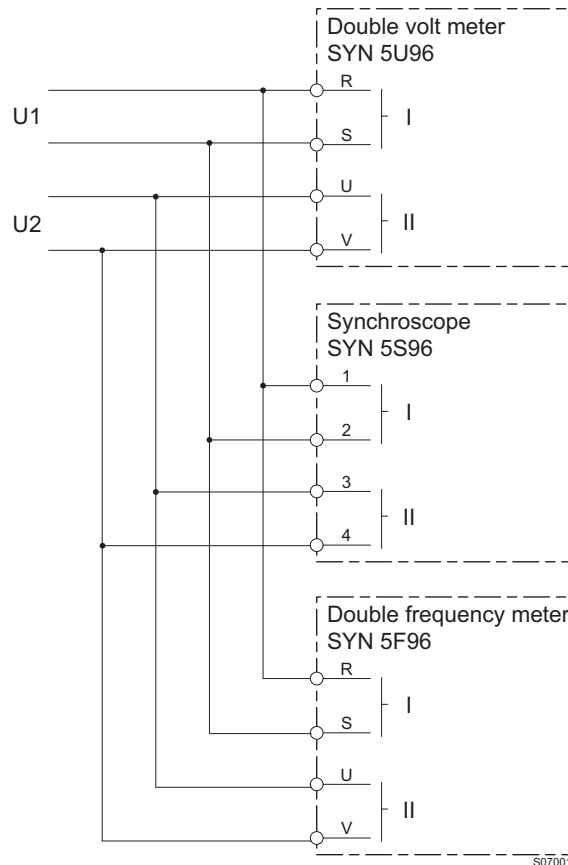 Double volt meter
SYN 5U96
R
U1
I
S
U
U2
II
V
Synchroscope
SYN 5S96
1
I
2
3
II
4
Double frequency meter
SYN 5F96
R
I
S
U
II
V